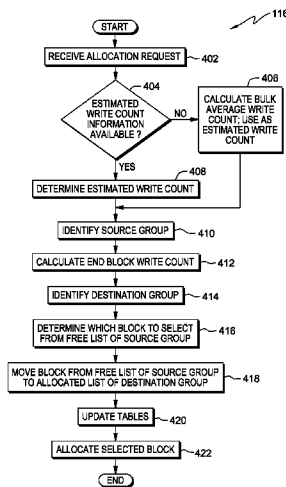 116
START
RECEIVE ALLOCATION REQUEST
402
404
ESTIMATED
WRITE COUNT
INFORMATION
AVAILABLE ?
NO
406
CALCULATE BULK
AVERAGE WRITE
COUNT; USE AS
ESTIMATED WRITE
COUNT
YES
408
DETERMINE ESTIMATED WRITE COUNT
IDENTIFY SOURCE GROUP
410
CALCULATE END BLOCK WRITE COUNT
412
IDENTIFY DESTINATION GROUP
414
DETERMINE WHICH BLOCK TO SELECT
FROM FREE LIST OF SOURCE GROUP
416
MOVE BLOCK FROM FREE LIST OF SOURCE GROUP
TO ALLOCATED LIST OF DESTINATION GROUP
418
UPDATE TABLES
420
ALLOCATE SELECTED BLOCK
422
END